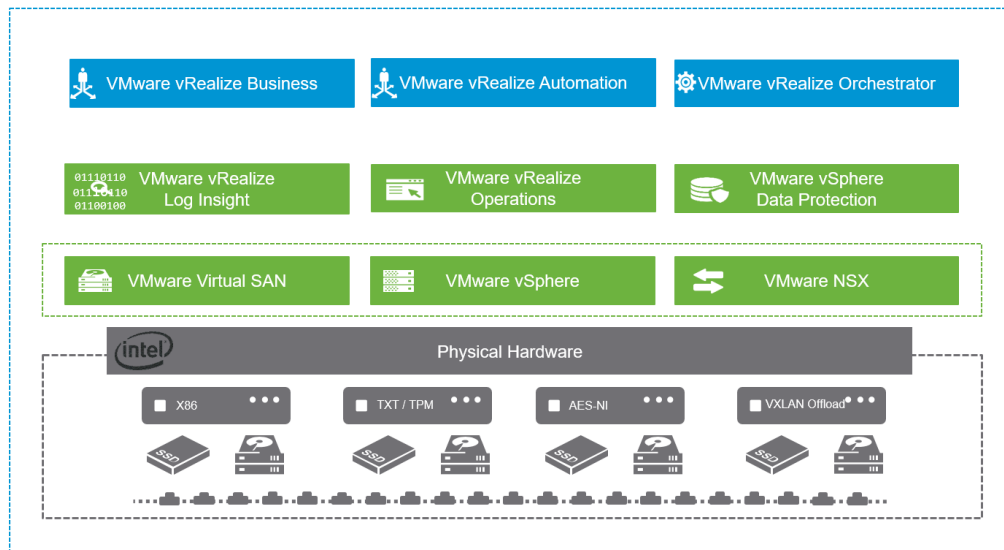 VMware vRealize Business
VMware vRealize Automation
VMware vRealize Orchestrator
01110110
01110110
01100100
VMware vRealize
Log Insight
VMware vRealize
Operations
VMware vSphere
Data Protection
VMware Virtual SAN
VMware vSphere
VMware NSX
intel
Physical Hardware
X86
TXT / TPM
AES-NI
VXLAN Offload
SSD
SSD
SSD
SSD